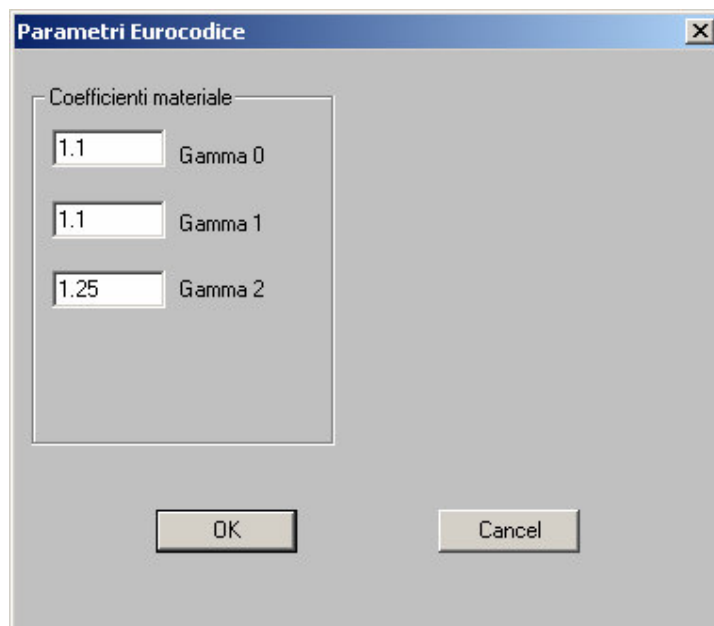 Parametri Eurocodice
Coefficienti materiale
1.1 Gamma 0
1.1 Gamma 1
1.25 Gamma 2
OK Cancel